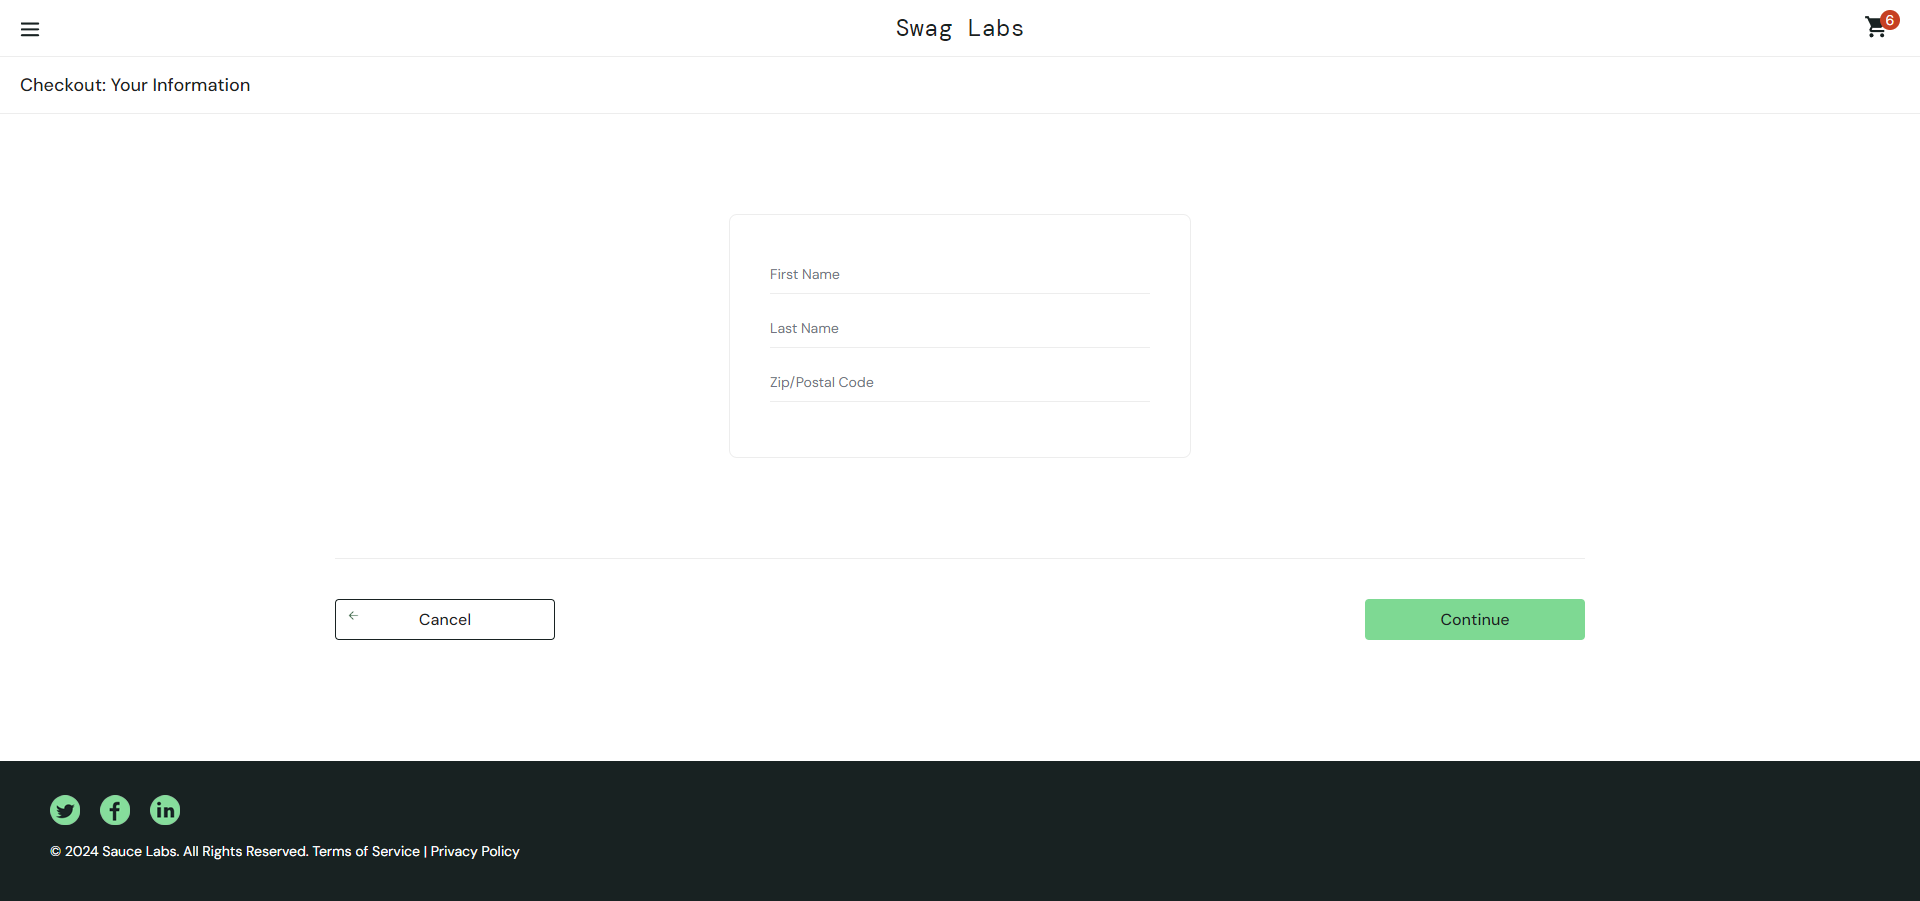 Swag Labs
6
Checkout: Your Information
First Name
Last Name
Zip/Postal Code
Cancel
Continue
© 2024 Sauce Labs. All Rights Reserved. Terms of Service | Privacy Policy